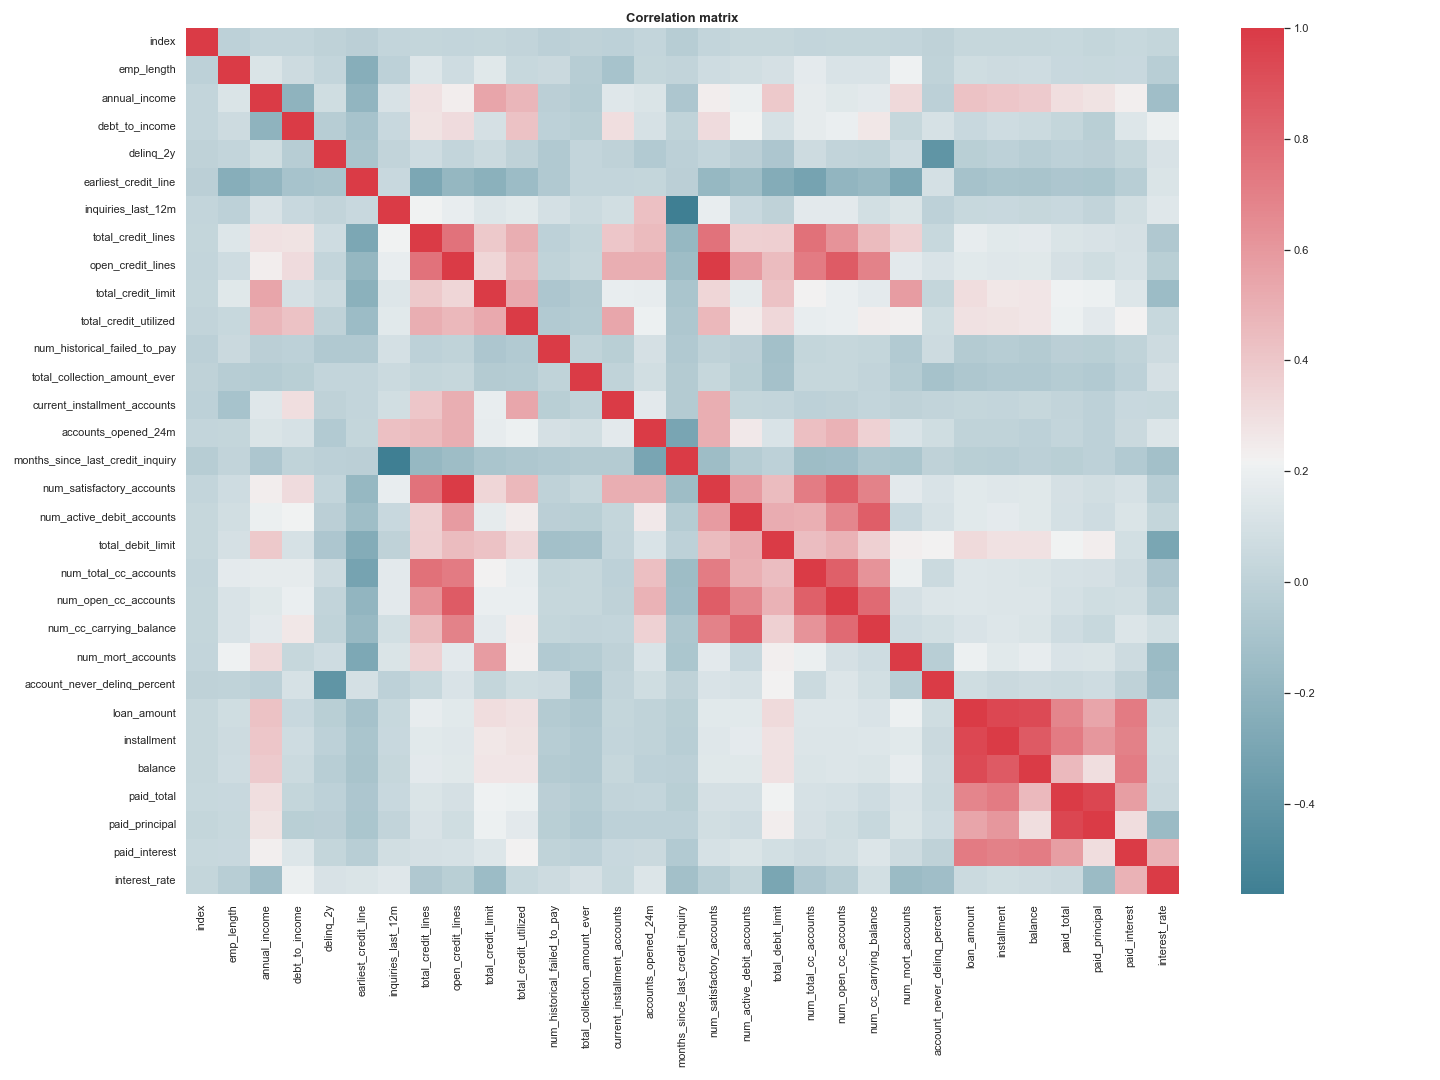 Correlation matrix
index
emp_length
annual_income
debt_to_income
delinq_2y
earliest_credit_line
inquiries_last_12m
total_credit_lines
open_credit_lines
total_credit_limit
total_credit_utilized
num_historical_failed_to_pay
total_collection_amount_ever
current_installment_accounts
accounts_opened_24m
months_since_last_credit_inquiry
num_satisfactory_accounts
num_active_debit_accounts
total_debit_limit
num_total_cc_accounts
num_open_cc_accounts
num_cc_carrying_balance
num_mort_accounts
account_never_delinq_percent
loan_amount
installment
balance
paid_total
paid_principal
paid_interest
interest_rate
index
emp_length
annual_income
debt_to_income
delinq_2y
earliest_credit_line
inquiries_last_12m
total_credit_lines
open_credit_lines
total_credit_limit
total_credit_utilized
num_historical_failed_to_pay
total_collection_amount_ever
current_installment_accounts
accounts_opened_24m
months_since_last_credit_inquiry
num_satisfactory_accounts
num_active_debit_accounts
total_debit_limit
num_total_cc_accounts
num_open_cc_accounts
num_cc_carrying_balance
num_mort_accounts
account_never_delinq_percent
loan_amount
installment
balance
paid_total
paid_principal
paid_interest
interest_rate
1.0
0.8
0.6
0.4
0.2
0.0
−0.2
−0.4